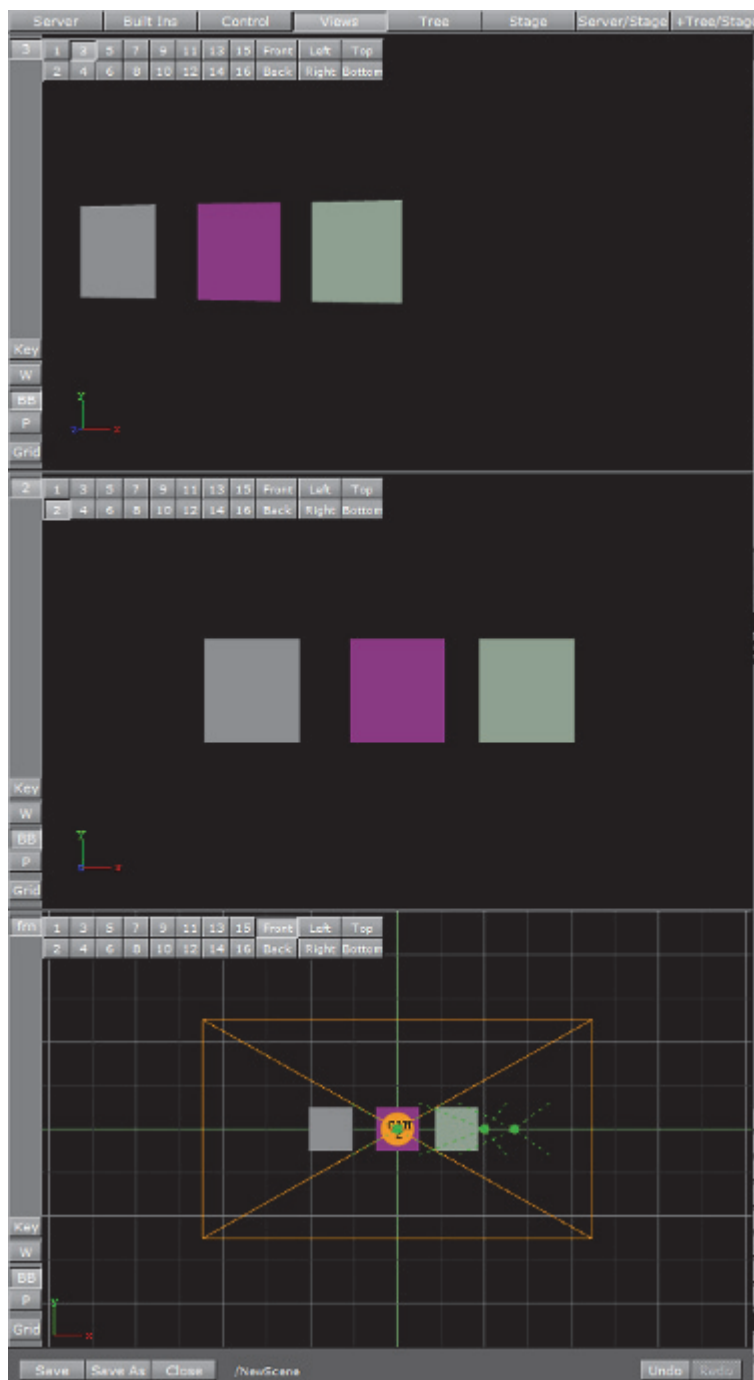 Server Built Ins Control Views Tree Stage Server/Stage +Tree/Stag
3 1 3 5 7 9 11 13 15 Front Left Top
2 4 6 8 10 12 14 16 Back Right Bottom
Key
W
BB
P
Grid
Y
Z X
2 1 3 5 7 9 11 13 15 Front Left Top
2 4 6 8 10 12 14 16 Back Right Bottom
Key
W
BB
P
Grid
Y
X
1 3 5 7 9 11 13 15 Front Left Top
2 4 6 8 10 12 14 16 Back Right Bottom
Key
W
BB
P
Grid
Y
X
Save Save As Close /NewScene Undo Redo